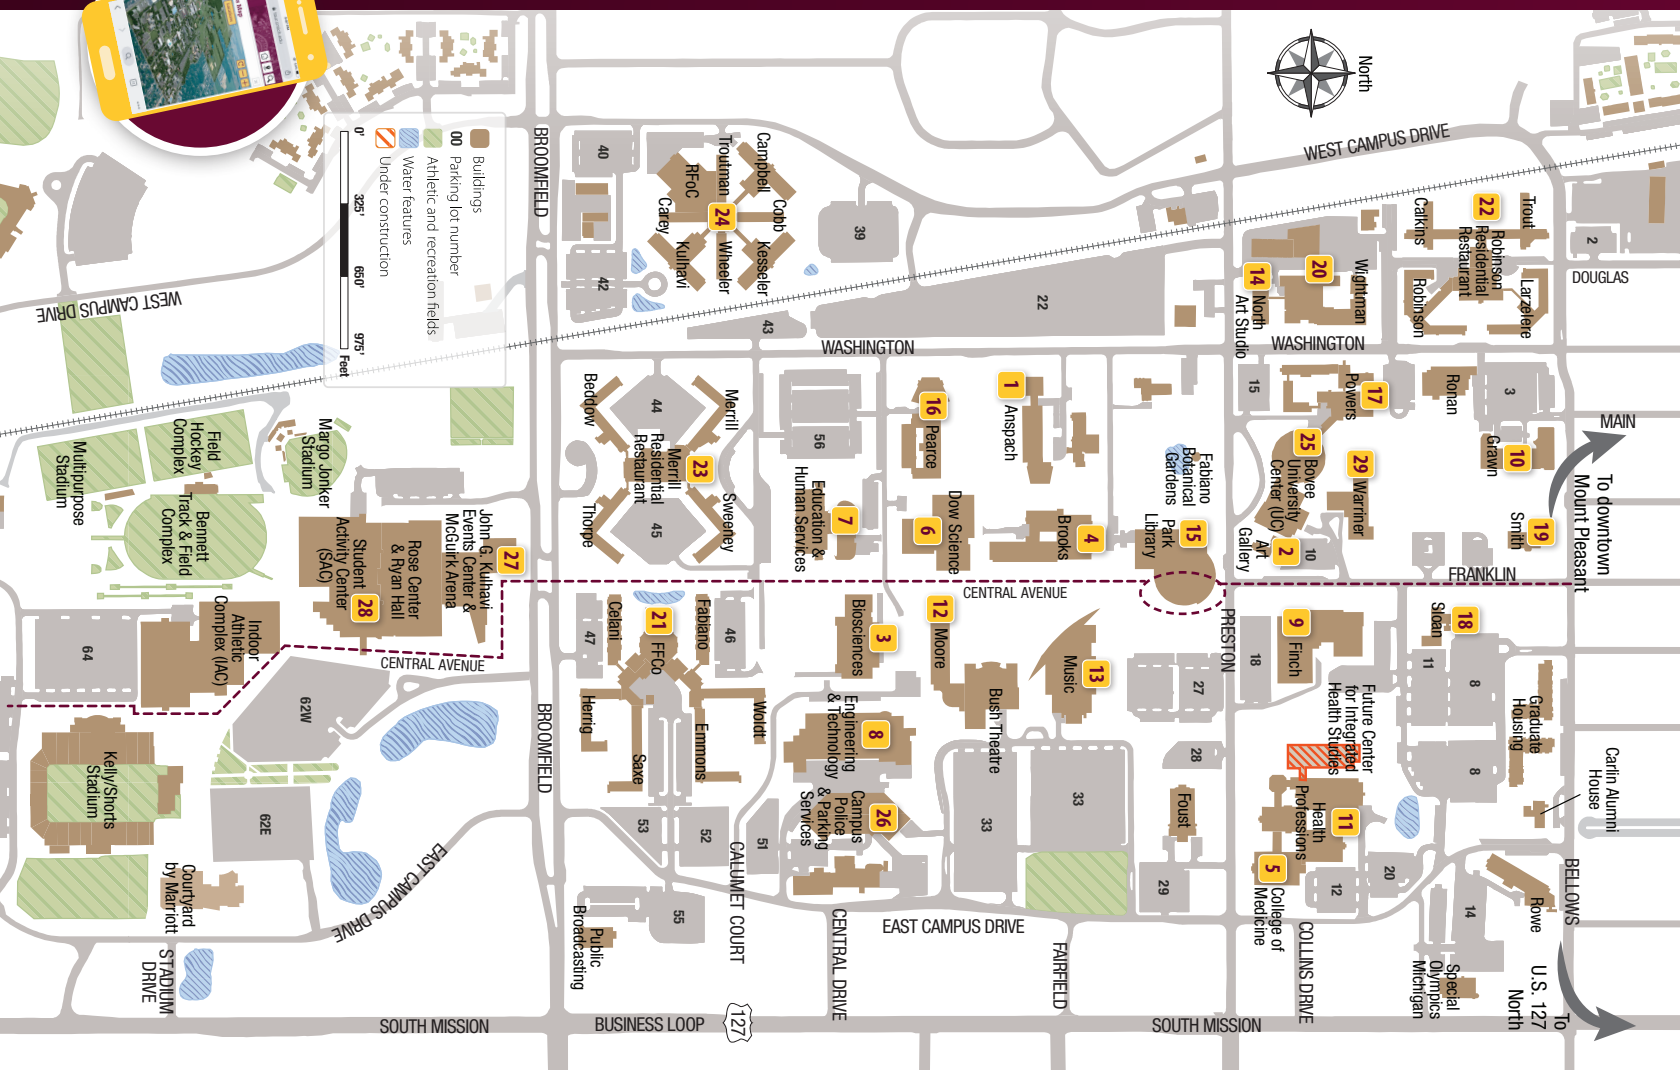 North
WEST CAMPUS DRIVE
To downtown
Mount Pleasant
MAIN
DOUGLAS
2
22
Trout
Calkins
Robinson
Residential
Restaurant
Larzelere
Robinson
20
Wightman
14
North
Art Studio
WASHINGTON
WASHINGTON
39
22
43
40
42
BROOMFIELD
Campbell
Troutman
RFoC
Cobb
Carey
24
Wheeler
Kesseler
Kulhavi
Buildings
00
Parking lot number
Athletic and recreation fields
Water features
Under construction
0'
325'
650'
975'
Feet
WEST CAMPUS DRIVE
15
17
Powers
Ronan
3
10
Grawn
19
Smith
25
Bovee
University
Center (UC)
29
Warriner
2
Art
Gallery
10
FRANKLIN
1
Anspach
16
Pearce
56
Fabiano
Botanical
Gardens
15
Park
Library
4
Brooks
6
Dow Science
7
Education &
Human Services
Merrill
44
Beddow
23
Merrill
Residential
Restaurant
Sweeney
45
Thorpe
Margo Jonker
Stadium
Field
Hockey
Complex
Multipurpose
Stadium
Bennett
Track & Field
Complex
27
John G. Kulhavi
Events Center &
McGuirk Arena
Rose Center
& Ryan Hall
Student
Activity Center
(SAC)
28
Indoor
Athletic
Complex (IAC)
64
CENTRAL AVENUE
CENTRAL AVENUE
PRESTON
18
Sloan
9
Finch
11
8
8
18
27
28
Graduate
Housing
Carlin Alumni
House
Future Center
for Integrated
Health Studies
11
Health
Professions
5
College of
Medicine
12
20
14
Rowe
BELLOWS
Special
Olympics
Michigan
To
U.S. 127
North
COLLINS DRIVE
13
Music
12
Moore
Bush Theatre
3
Biosciences
8
Engineering
& Technology
26
Campus
Police
& Parking
Services
33
33
Foust
29
EAST CAMPUS DRIVE
FAIRFIELD
CENTRAL DRIVE
CALUMET COURT
46
47
Celani
21
FFCo
Fabiano
Herrig
Saxe
Emmons
Woldt
53
52
51
55
Public
Broadcasting
BROOMFIELD
62W
62E
Kelly/Shorts
Stadium
Courtyard
by Marriott
EAST CAMPUS DRIVE
STADIUM
DRIVE
SOUTH MISSION
BUSINESS LOOP
127
SOUTH MISSION